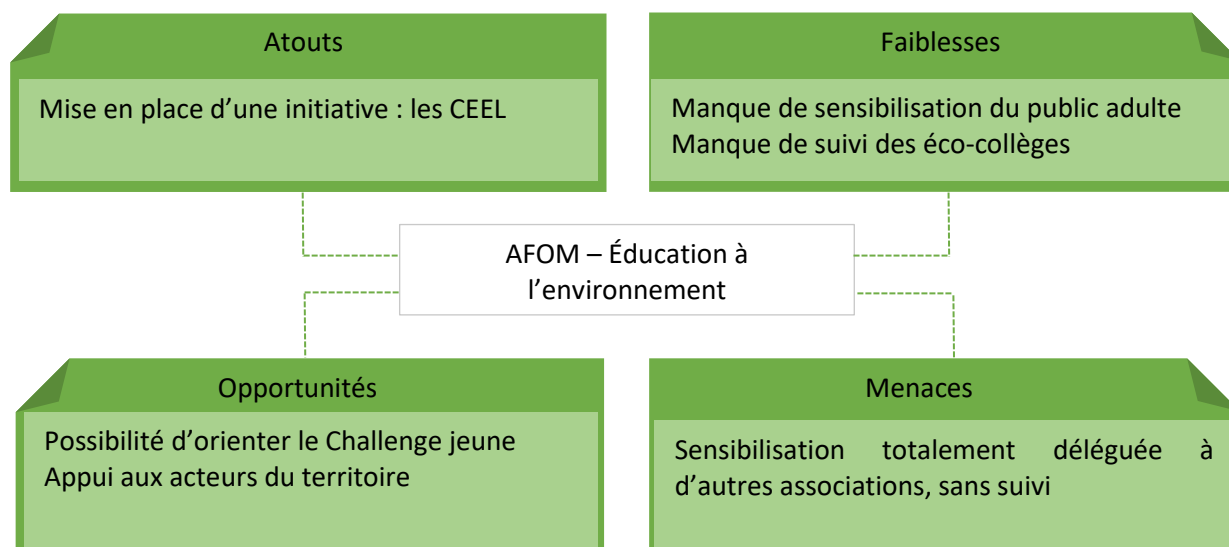 Atouts
Mise en place d’une initiative : les CEEL
Faiblesses
Manque de sensibilisation du public adulte
Manque de suivi des éco-collèges
AFOM – Éducation à
l’environnement
Opportunités
Possibilité d’orienter le Challenge jeune
Appui aux acteurs du territoire
Menaces
Sensibilisation totalement déléguée à
d’autres associations, sans suivi